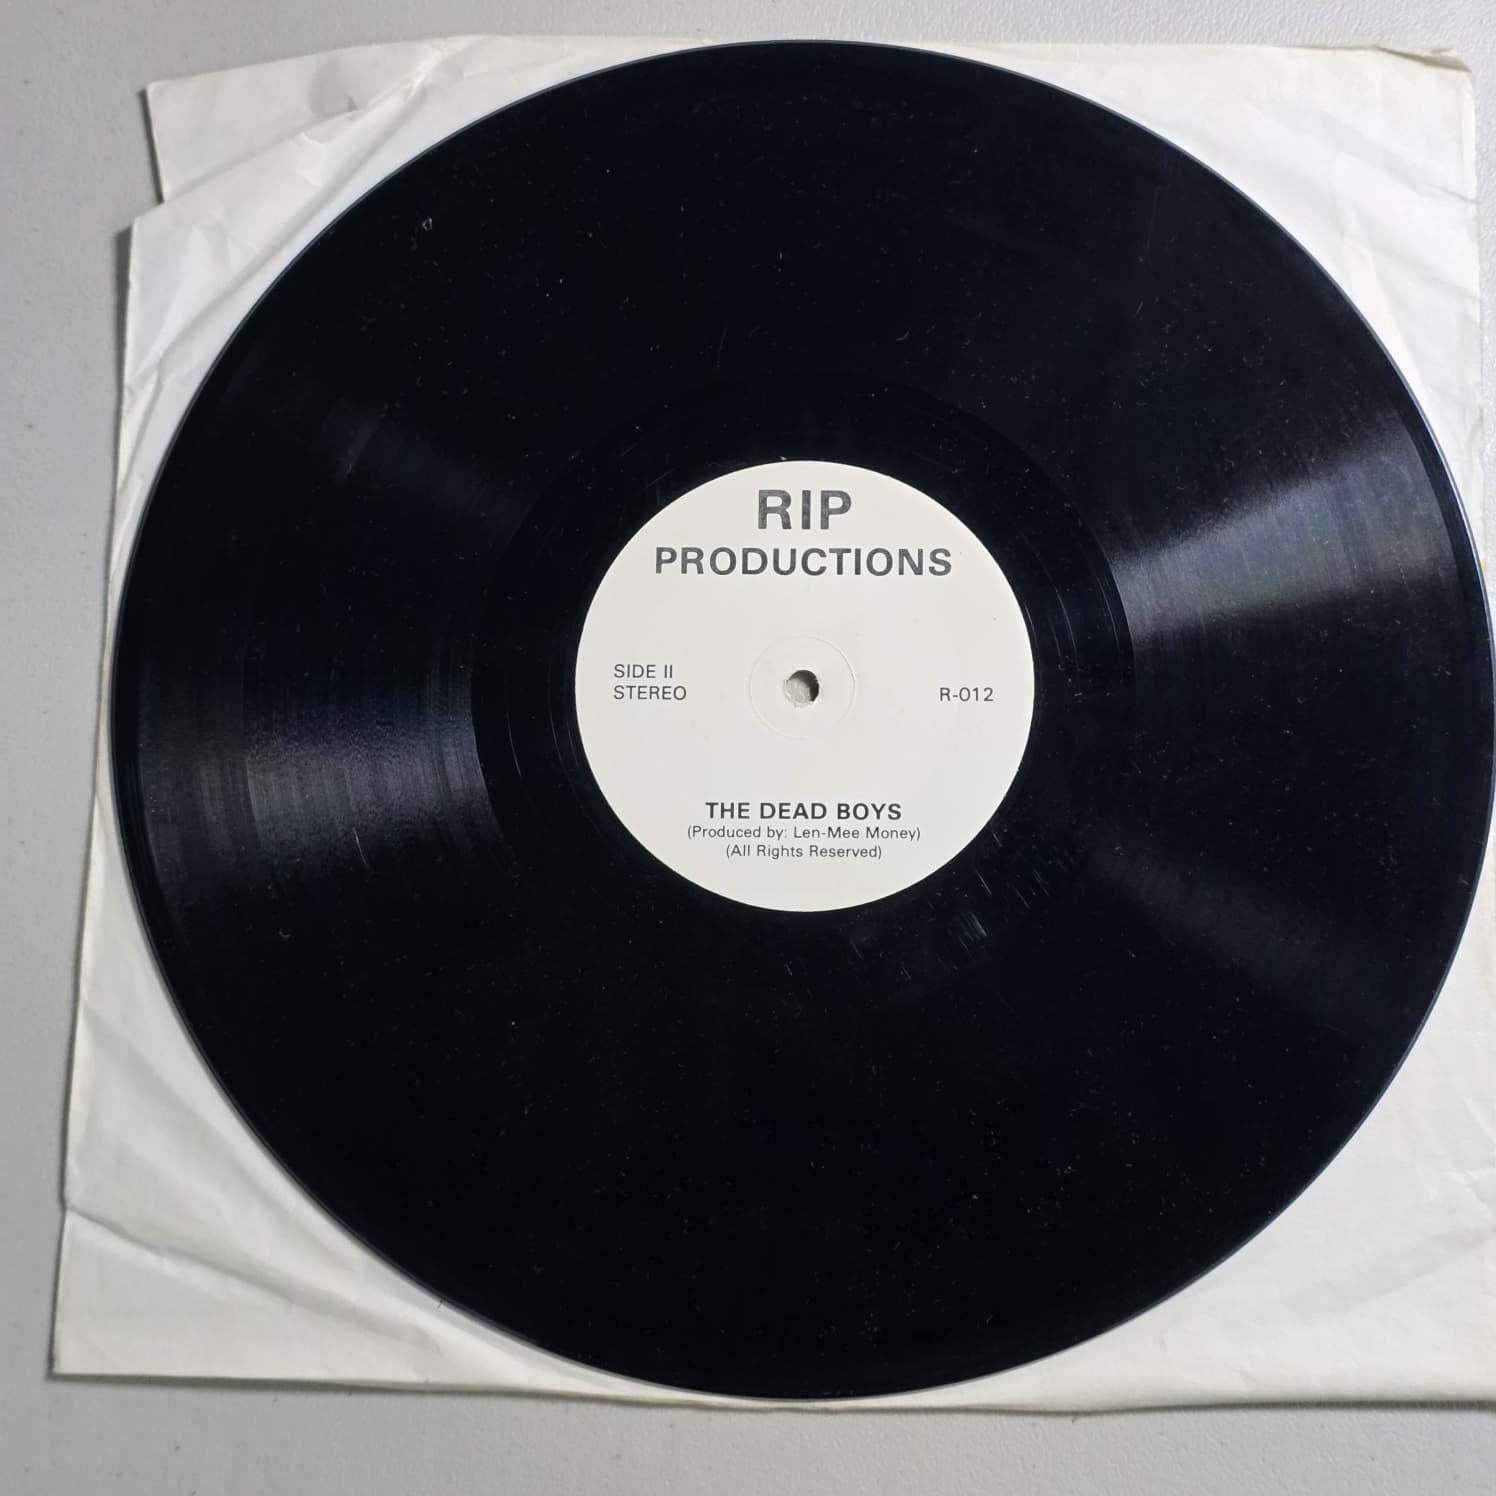 RIP
PRODUCTIONS
SIDE II
STEREO
R-012
THE DEAD BOYS
(Produced by: Len-Mee Money)
(All Rights Reserved)